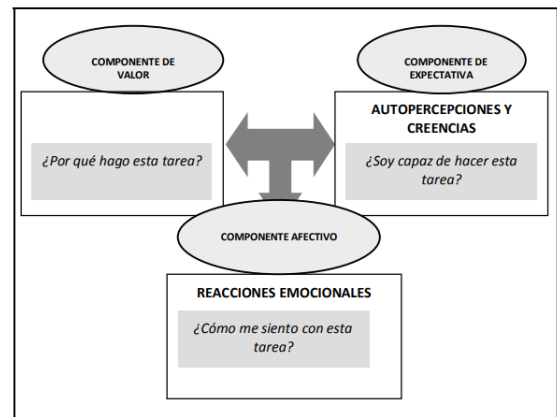 COMPONENTE DE
VALOR
COMPONENTE DE
EXPECTATIVA
AUTOPERCEPCIONES Y
CREENCIAS
¿Por qué hago esta tarea?
¿Soy capaz de hacer esta
tarea?
COMPONENTE AFECTIVO
REACCIONES EMOCIONALES
¿Cómo me siento con esta
tarea?